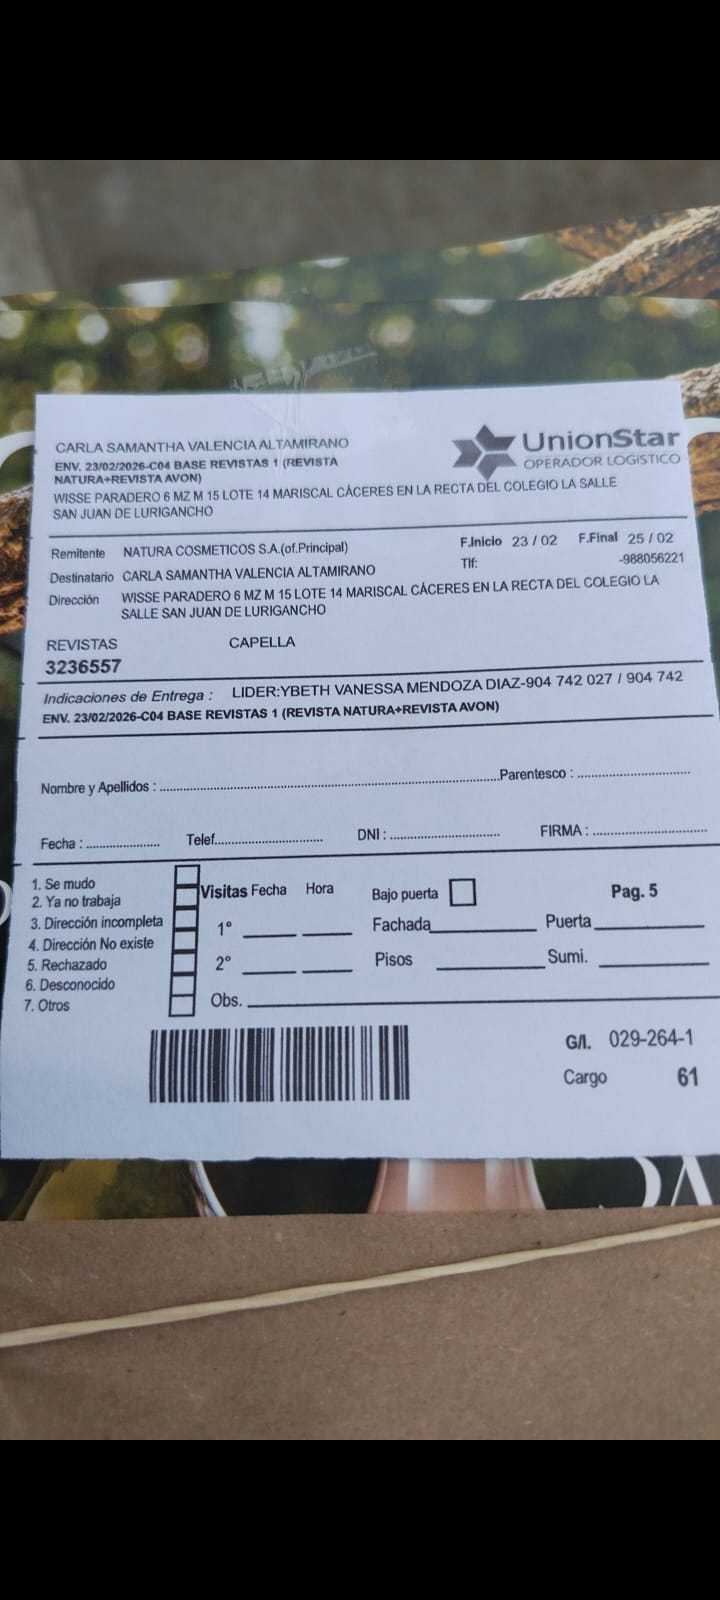 CARLA SAMANTHA VALENCIA ALTAMIRANO
ENV. 23/02/2026-C04 BASE REVISTAS 1 (REVISTA
NATURA+REVISTA AVON)
UnionStar
OPERADOR LOGÍSTICO
WISSE PARADERO 6 MZ M 15 LOTE 14 MARISCAL CÁCERES EN LA RECTA DEL COLEGIO LA SALLE
SAN JUAN DE LURIGANCHO
Remitente NATURA COSMETICOS S.A.(of.Principal) F.Inicio 23 / 02 F.Final 25 / 02
Destinatario CARLA SAMANTHA VALENCIA ALTAMIRANO Tlf: -988056221
Dirección WISSE PARADERO 6 MZ M 15 LOTE 14 MARISCAL CÁCERES EN LA RECTA DEL COLEGIO LA
SALLE SAN JUAN DE LURIGANCHO
REVISTAS CAPELLA
3236557
Indicaciones de Entrega : LIDER:YBETH VANESSA MENDOZA DIAZ-904 742 027 / 904 742
ENV. 23/02/2026-C04 BASE REVISTAS 1 (REVISTA NATURA+REVISTA AVON)
Nombre y Apellidos : Parentesco :
Fecha : Telef. DNI : FIRMA :
1. Se mudo
2. Ya no trabaja
3. Dirección incompleta
4. Dirección No existe
5. Rechazado
6. Desconocido
7. Otros
Visitas Fecha Hora Bajo puerta Pag. 5
1° Fachada Puerta
2° Pisos Sumi.
Obs.
G/I. 029-264-1
Cargo 61